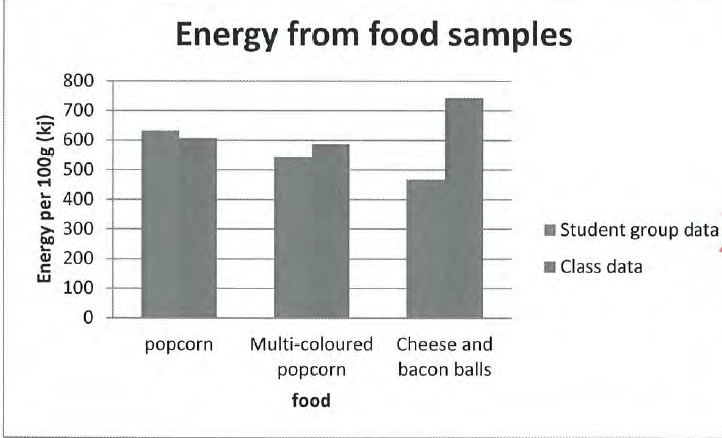 Energy from food samples
800
700
600
500
400
300
200
100
0
Energy per 100g (kj)
popcorn
Multi-coloured
popcorn
Cheese and
bacon balls
food
Student group data
Class data